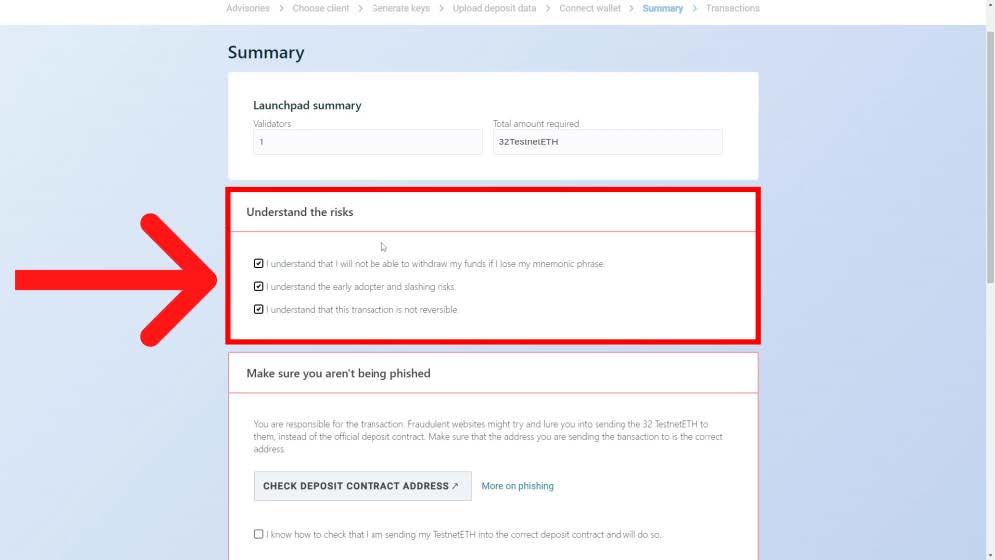 Advisories > Choose client > Generate keys > Upload deposit data > Connect wallet > Summary > Transactions
Summary
Launchpad summary
Validators
Total amount required
1
32TestnetETH
Understand the risks
I understand that I will not be able to withdraw my funds if I lose my mnemonic phrase.
I understand the early adopter and slashing risks.
I understand that this transaction is not reversible.
Make sure you aren't being phished
You are responsible for the transaction. Fraudulent websites might try and lure you into sending the 32 TestnetETH to
them, instead of the official deposit contract. Make sure that the address you are sending the transaction to is the correct
address.
CHECK DEPOSIT CONTRACT ADDRESS ↗
More on phishing
I know how to check that I am sending my TestnetETH into the correct deposit contract and will do so.